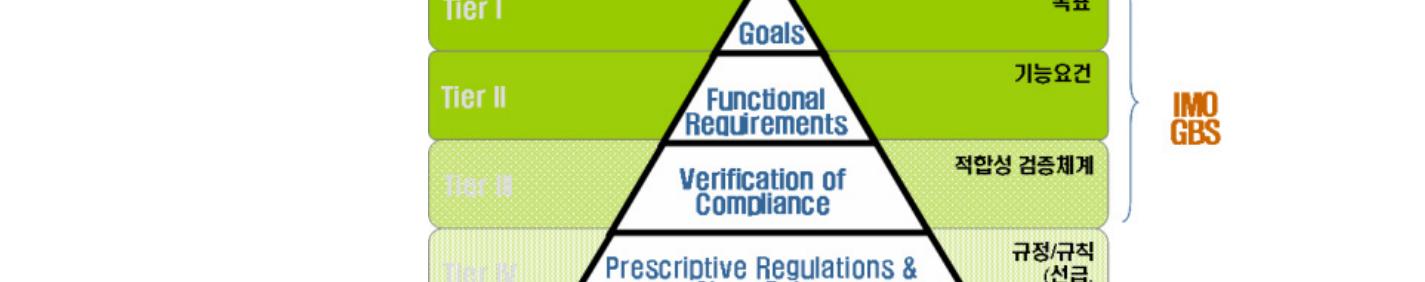 Tier I
Goals
목표
Tier II
Functional
Requirements
기능요건
IMO
GBS
Tier III
Verification of
Compliance
적합성 검증체계
Tier IV
Prescriptive Regulations &
규정/규칙
(선급,